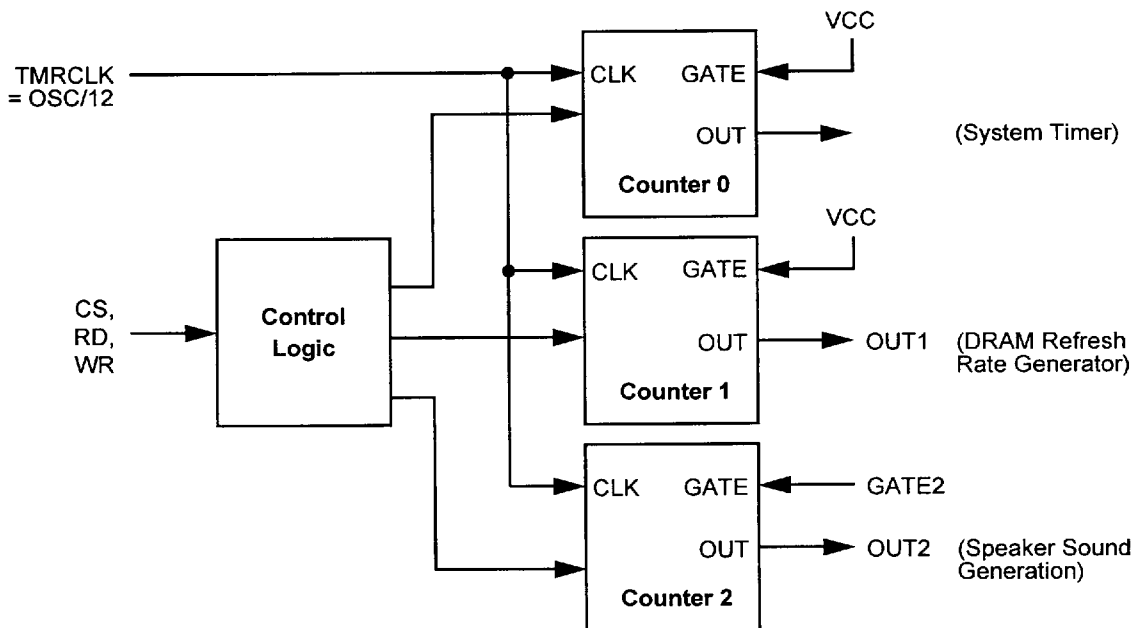 TMRCLK
= OSC/12
CS,
RD,
WR
Control
Logic
VCC
CLK GATE
OUT
Counter 0
(System Timer)
VCC
CLK GATE
OUT
Counter 1
OUT1 (DRAM Refresh
Rate Generator)
CLK GATE
OUT
Counter 2
GATE2
OUT2 (Speaker Sound
Generation)